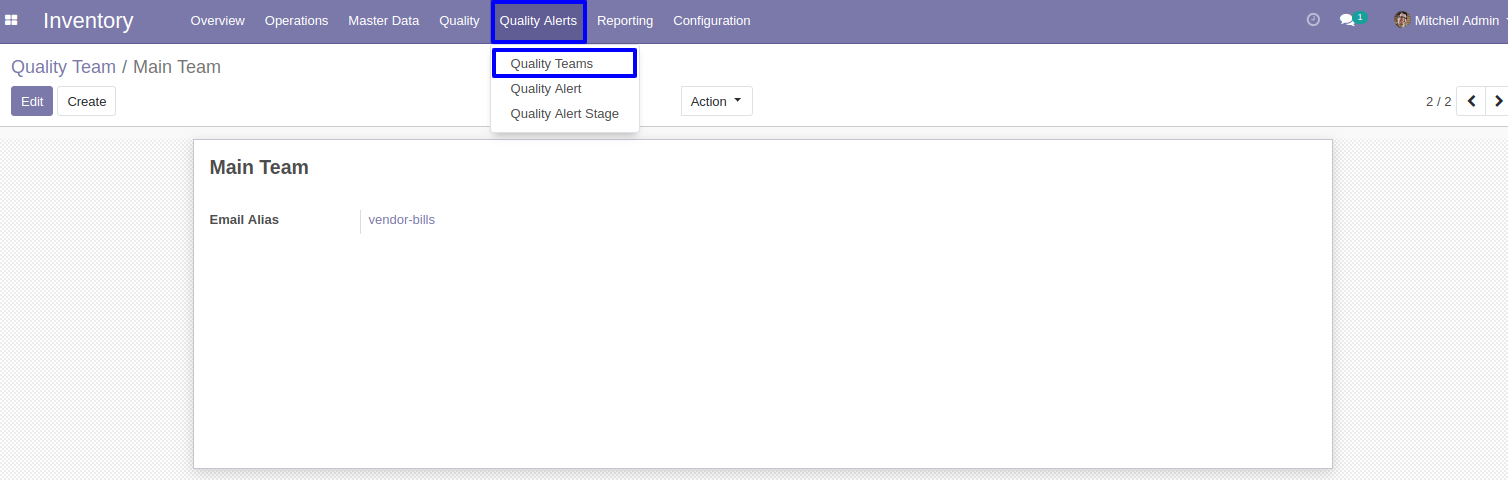 Inventory Overview Operations Master Data Quality Quality Alerts Reporting Configuration 1 Mitchell Admin
Quality Team / Main Team
Quality Teams
Quality Alert
Quality Alert Stage
Edit Create Action 2 / 2
Main Team
Email Alias vendor-bills